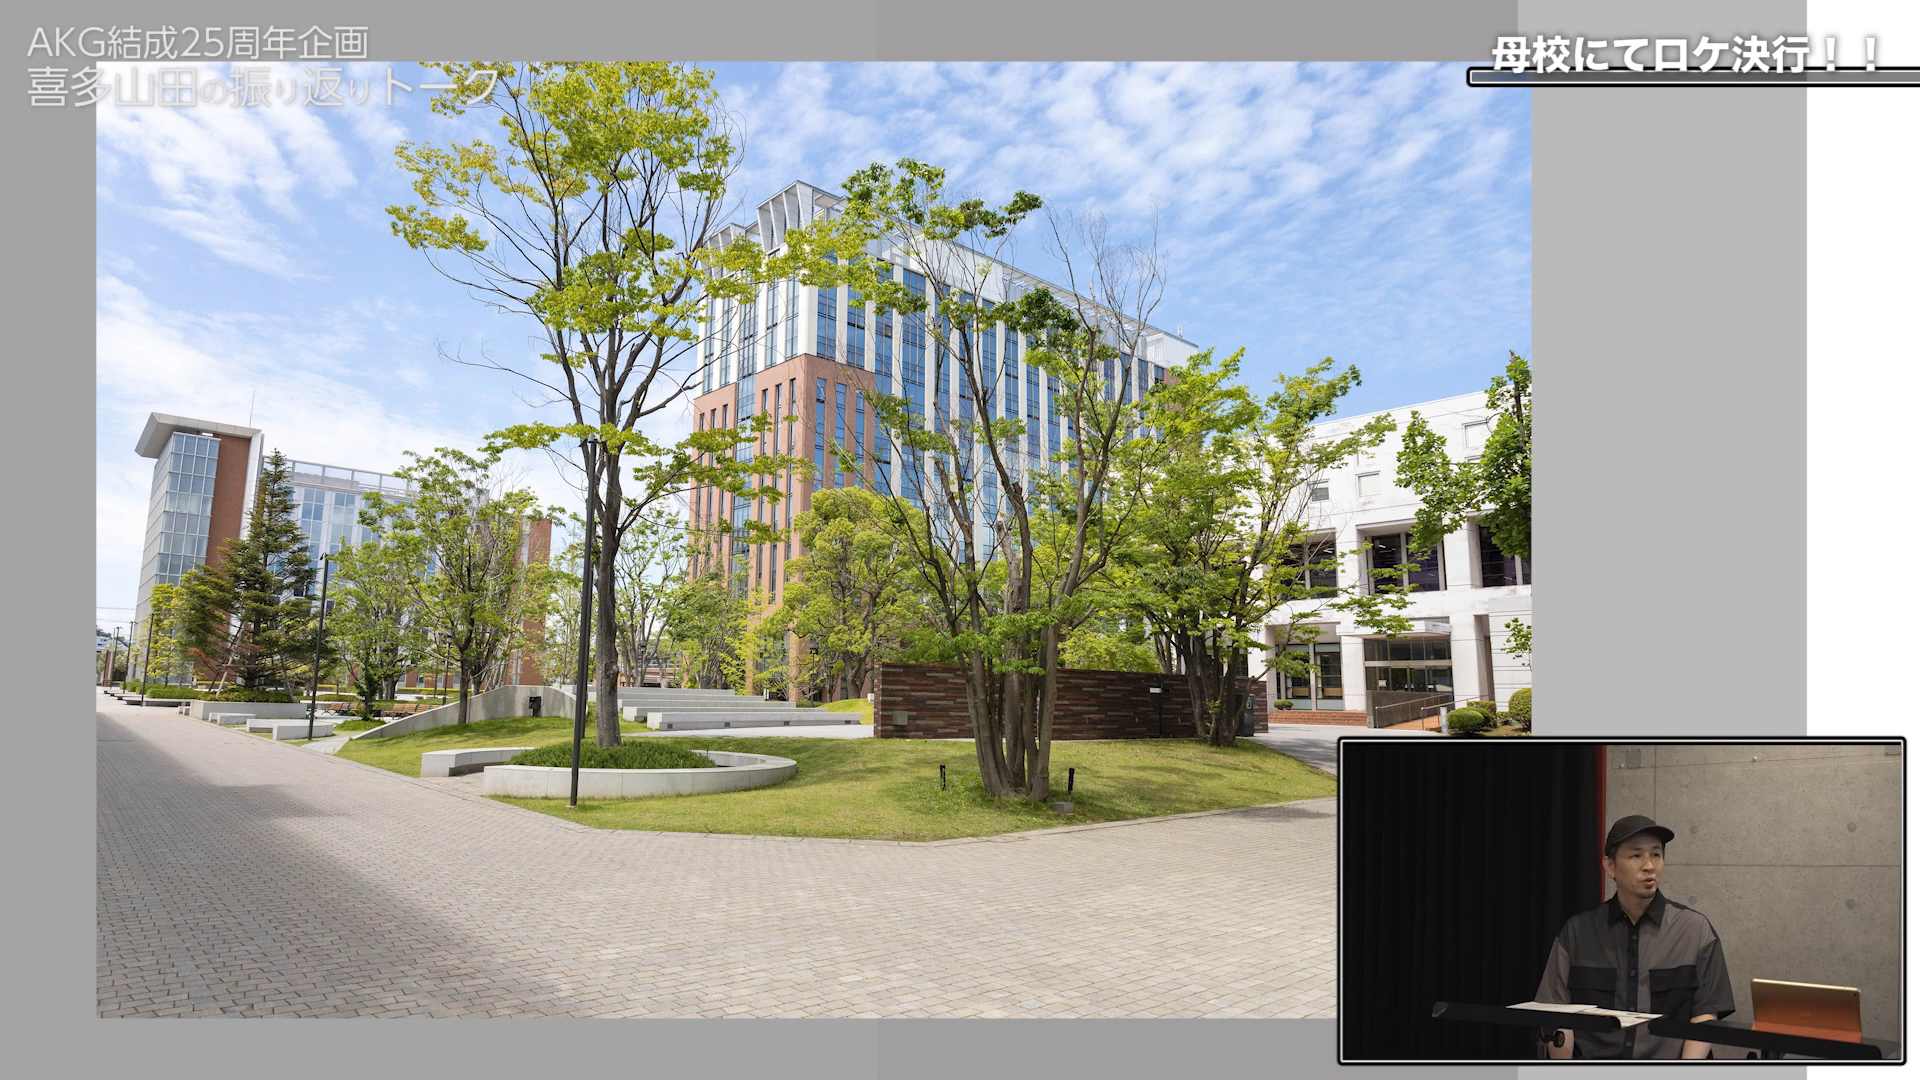 AKG結成25周年企画
喜多山田の振り返りトーク
母校にてロケ決行！！